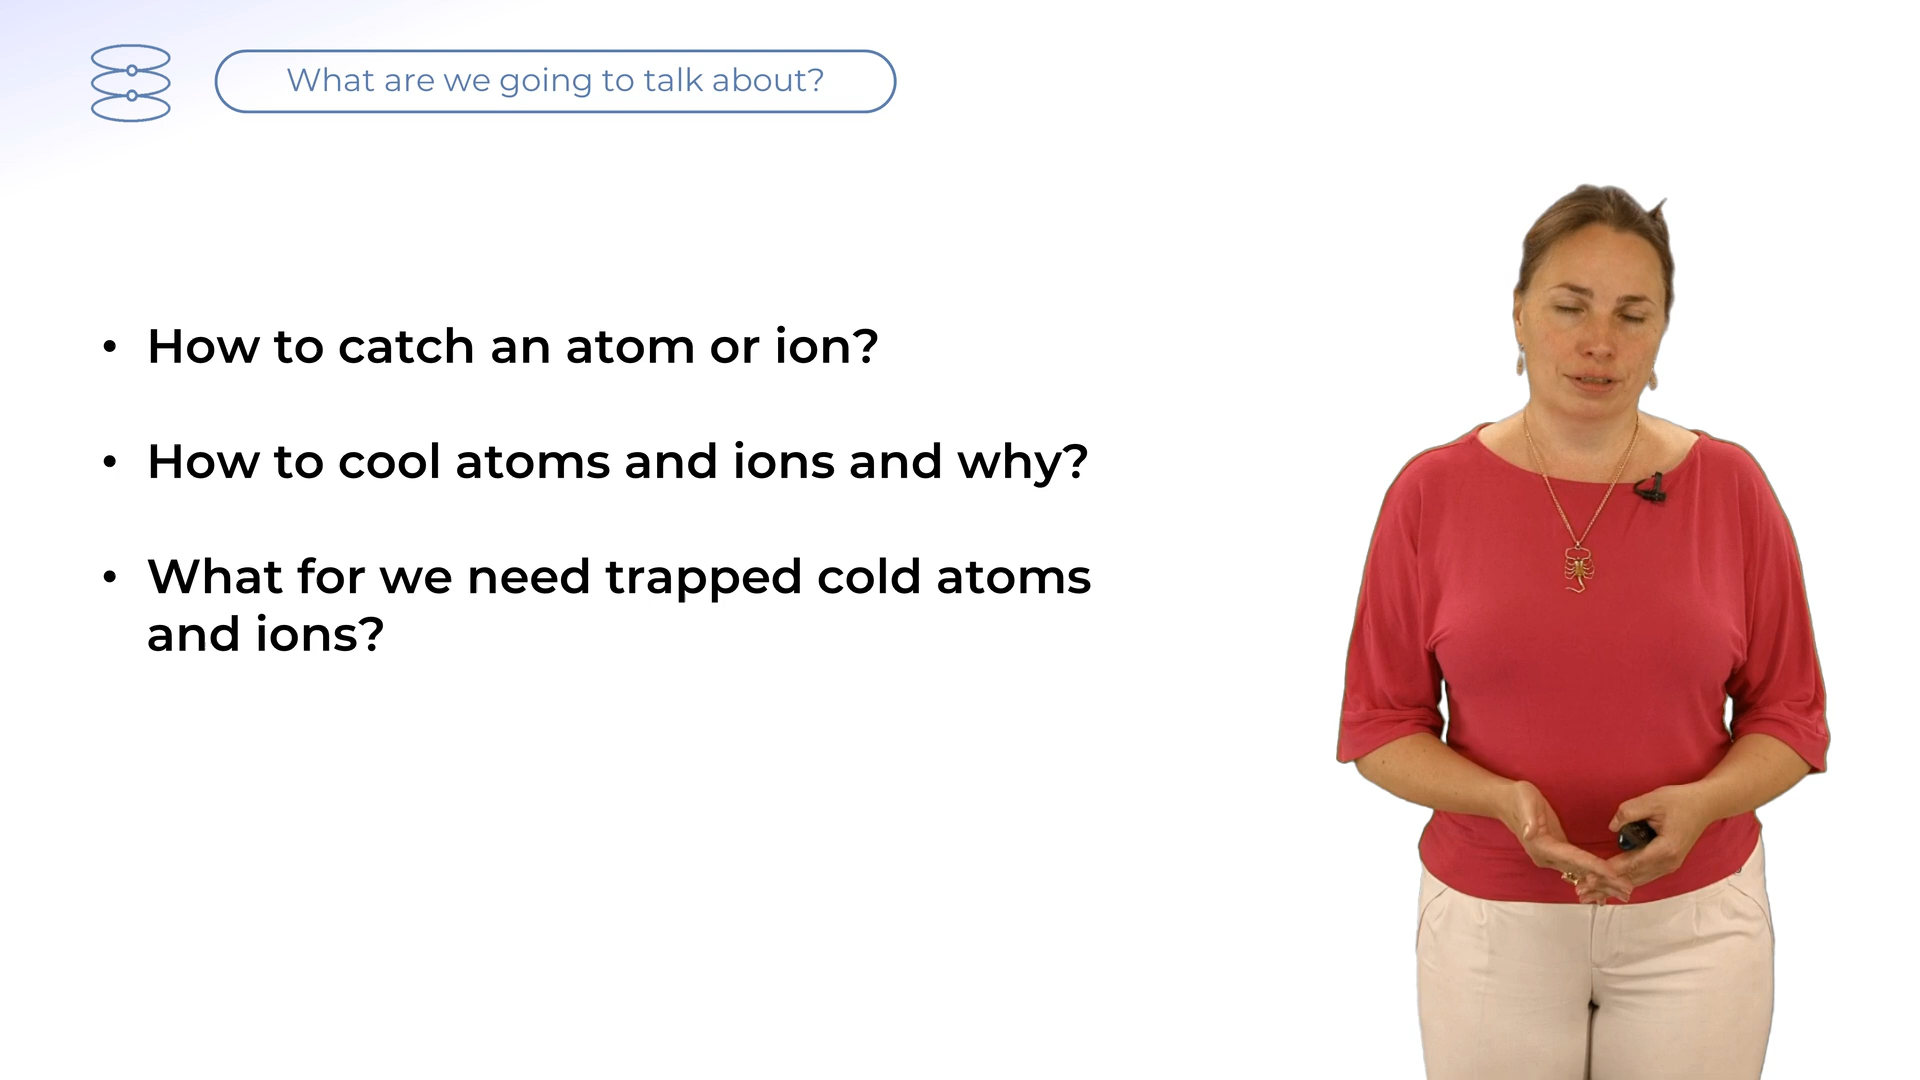 What are we going to talk about?
• How to catch an atom or ion?
• How to cool atoms and ions and why?
• What for we need trapped cold atoms
and ions?